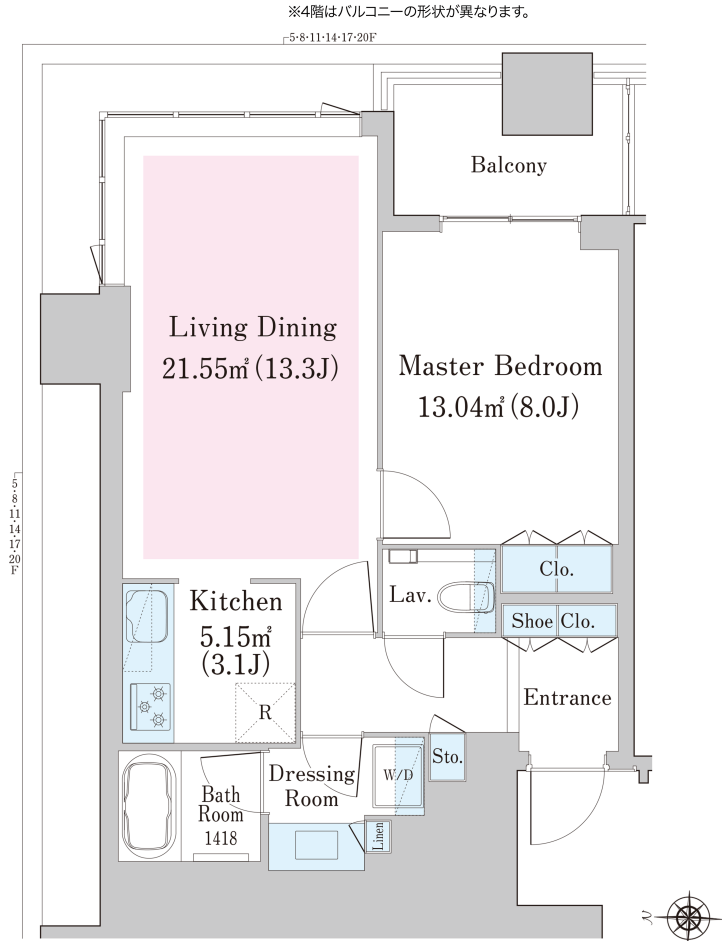 ※4階はバルコニーの形状が異なります。
5・8・11・14・17・20F
Balcony
Living Dining
21.55㎡(13.3J)
Master Bedroom
13.04㎡(8.0J)
5・8・11・14・17・20F
Clo.
Lav.
Kitchen
5.15㎡
(3.1J)
Shoe Clo.
Entrance
R
Sto.
Dressing
Room
W/D
Bath
Room
1418
Linen
N